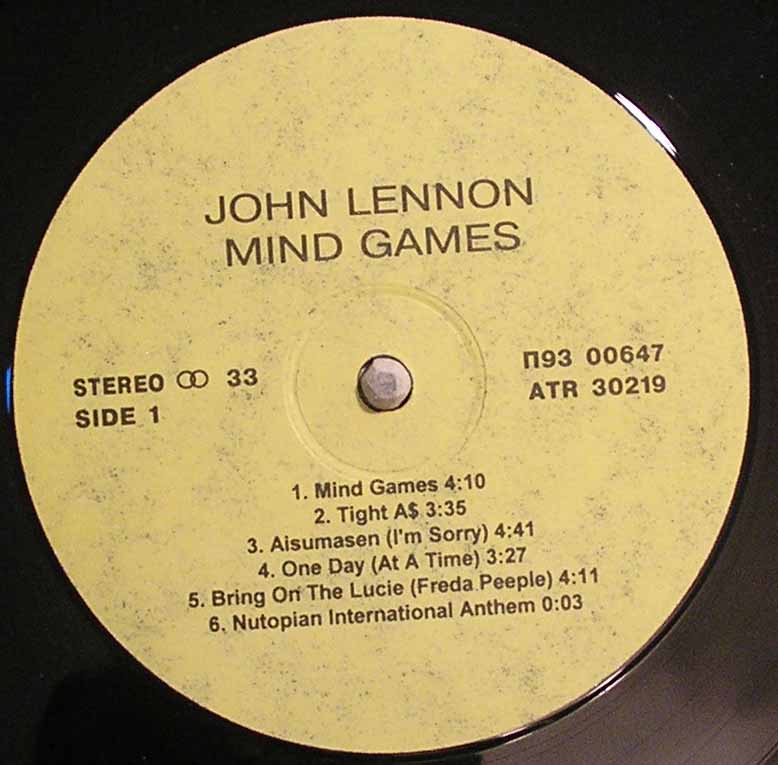 JOHN LENNON
MIND GAMES
STEREO 33
SIDE 1
П93 00647
ATR 30219
1. Mind Games 4:10
2. Tight A$ 3:35
3. Aisumasen (I'm Sorry) 4:41
4. One Day (At A Time) 3:27
5. Bring On The Lucie (Freda Peeple) 4:11
6. Nutopian International Anthem 0:03